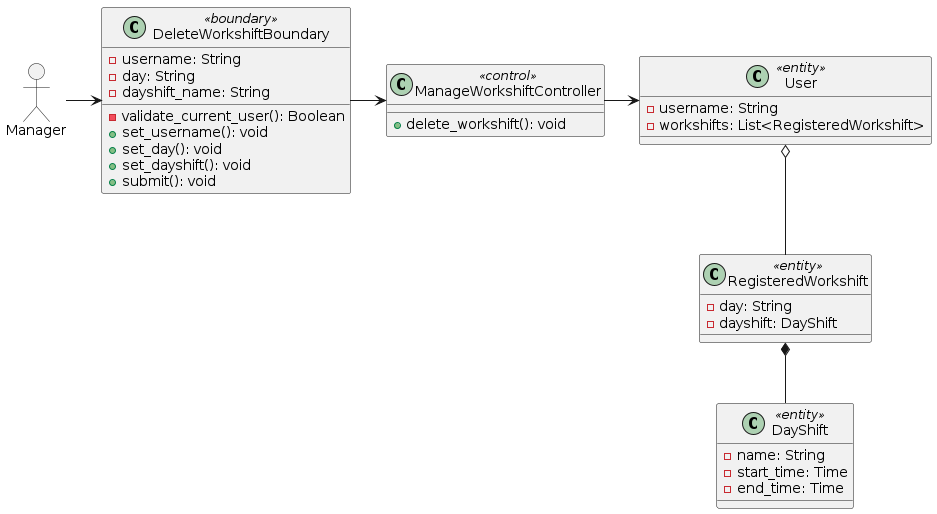 Manager
C
«boundary»
DeleteWorkshiftBoundary
username: String
day: String
dayshift_name: String
validate_current_user(): Boolean
set_username(): void
set_day(): void
set_dayshift(): void
submit(): void
C
«control»
ManageWorkshiftController
delete_workshift(): void
C
«entity»
User
username: String
workshifts: List<RegisteredWorkshift>
C
«entity»
RegisteredWorkshift
day: String
dayshift: DayShift
C
«entity»
DayShift
name: String
start_time: Time
end_time: Time